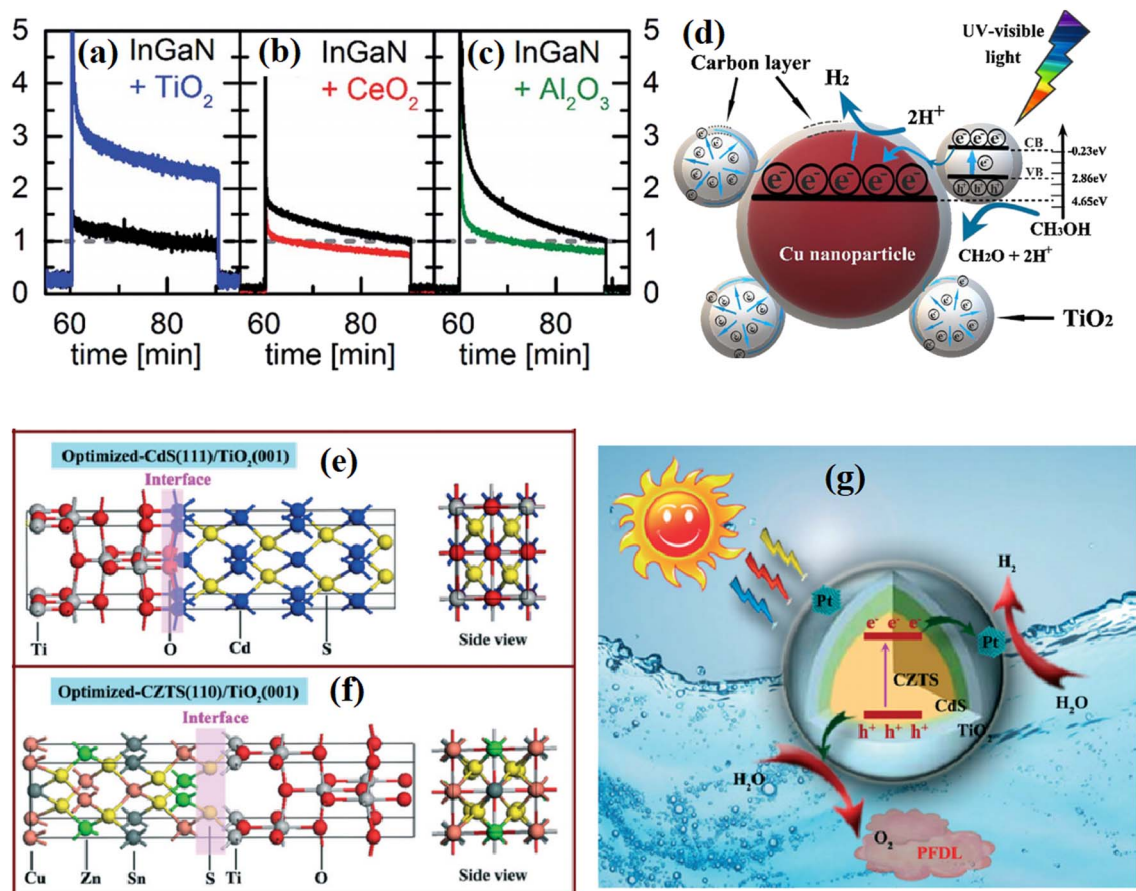 5
4
3
2
1
0
(a) InGaN
+ TiO₂
60 80
time [min]
(b) InGaN
+ CeO₂
60 80
time [min]
(c) InGaN
+ Al₂O₃
60 80
time [min]
5
4
3
2
1
0
(d)
UV-visible
light
Carbon layer
H₂
2H⁺
e⁻ e⁻ e⁻ e⁻ e⁻
Cu nanoparticle
e⁻ e⁻ e⁻
CB
-0.23eV
e⁻
VB
2.86eV
h⁺ h⁺ h⁺
4.65eV
CH₃OH
CH₂O + 2H⁺
TiO₂
Optimized-CdS(111)/TiO₂(001)
(e)
Interface
Ti O Cd S
Side view
Optimized-CZTS(110)/TiO₂(001)
(f)
Interface
Cu Zn Sn S Ti O
Side view
(g)
Pt
e⁻ e⁻ e⁻
Pt
CZTS
CdS
TiO₂
h⁺ h⁺ h⁺
H₂
H₂O
H₂O
O₂
PFDL